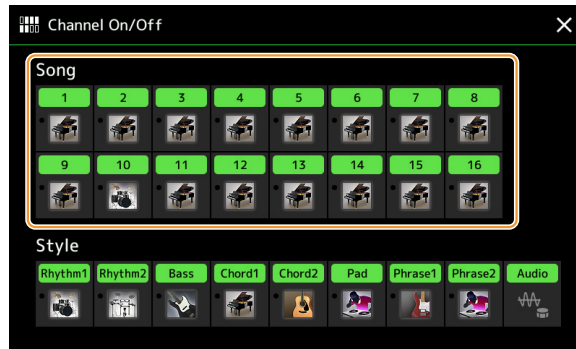 Channel On/Off
Song
1 2 3 4 5 6 7 8
9 10 11 12 13 14 15 16
Style
Rhythm1 Rhythm2 Bass Chord1 Chord2 Pad Phrase1 Phrase2 Audio